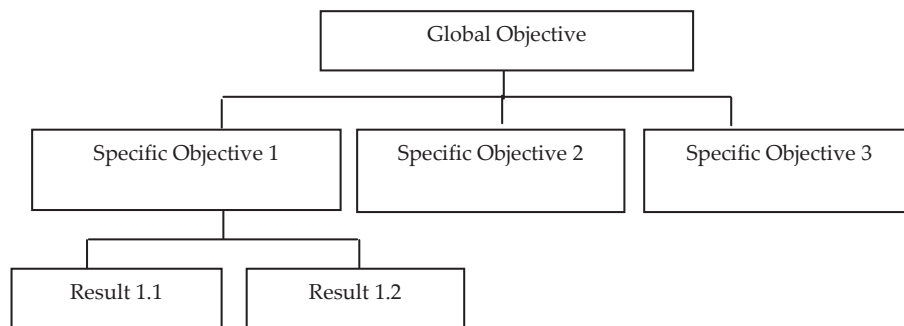 Global Objective
Specific Objective 1
Specific Objective 2
Specific Objective 3
Result 1.1
Result 1.2